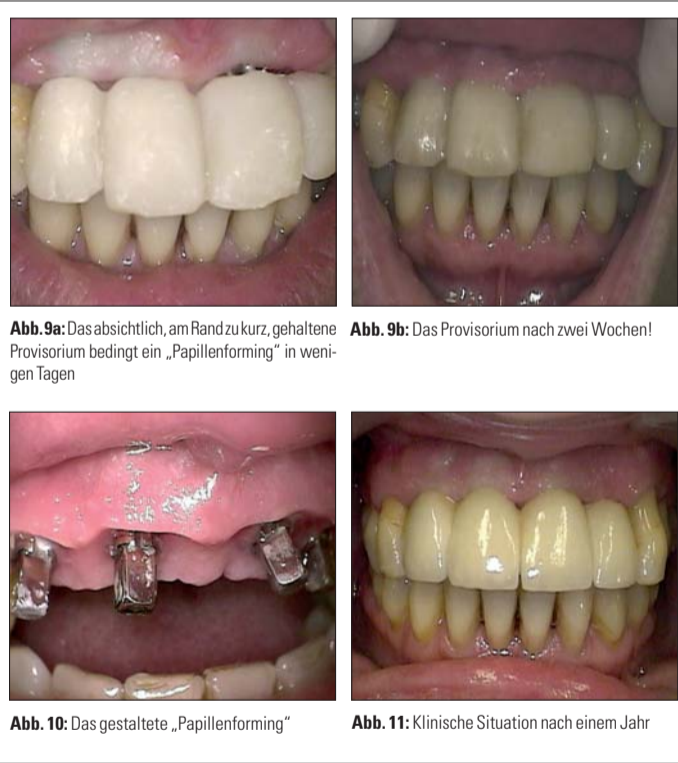 Abb. 9a: Das absichtlich, am Rand zu kurz, gehaltene
Provisorium bedingt ein „Papillenforming“ in weni-
gen Tagen
Abb. 9b: Das Provisorium nach zwei Wochen!
Abb. 10: Das gestaltete „Papillenforming“
Abb. 11: Klinische Situation nach einem Jahr